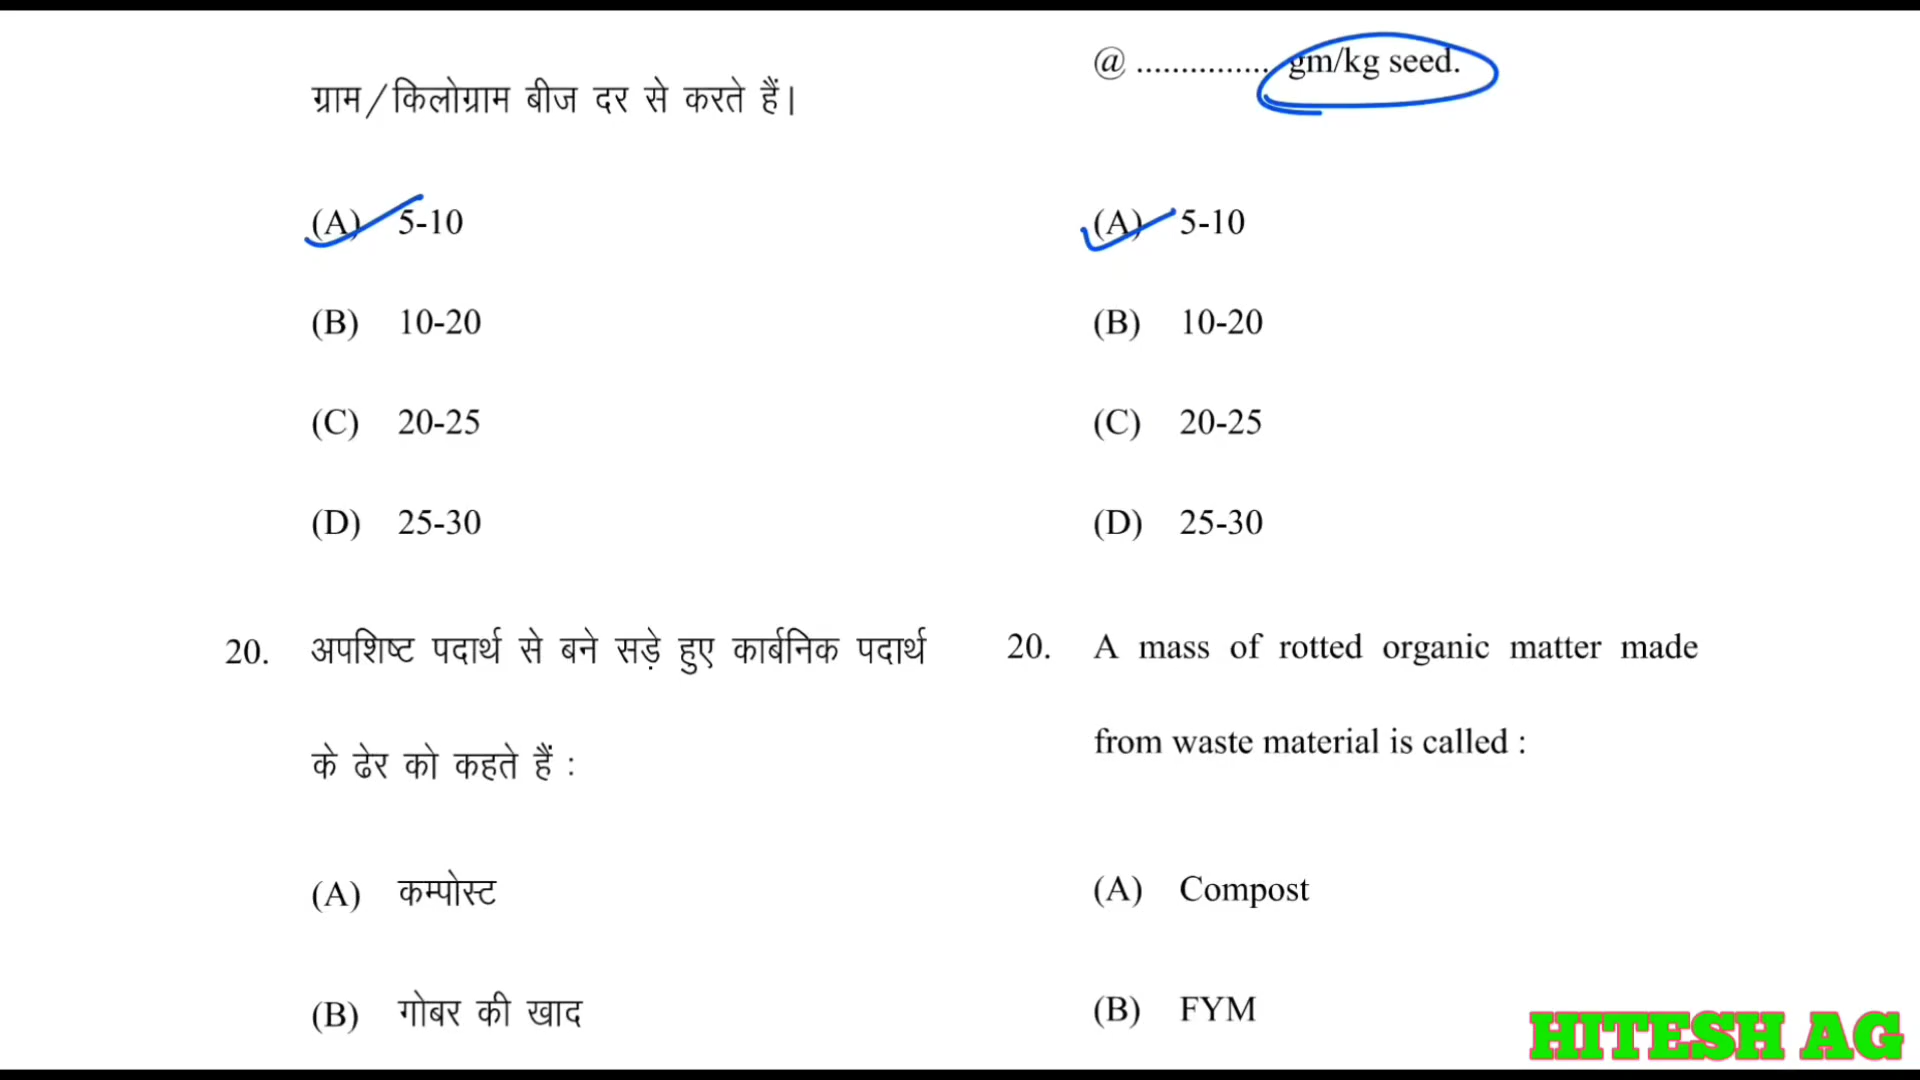 ग्राम/किलोग्राम बीज दर से करते हैं।
(A) 5-10
(B) 10-20
(C) 20-25
(D) 25-30
20. अपशिष्ट पदार्थ से बने सड़े हुए कार्बनिक पदार्थ
के ढेर को कहते हैं :
(A) कम्पोस्ट
(B) गोबर की खाद
@ ............... gm/kg seed.
(A) 5-10
(B) 10-20
(C) 20-25
(D) 25-30
20. A mass of rotted organic matter made
from waste material is called :
(A) Compost
(B) FYM
HITESH AG